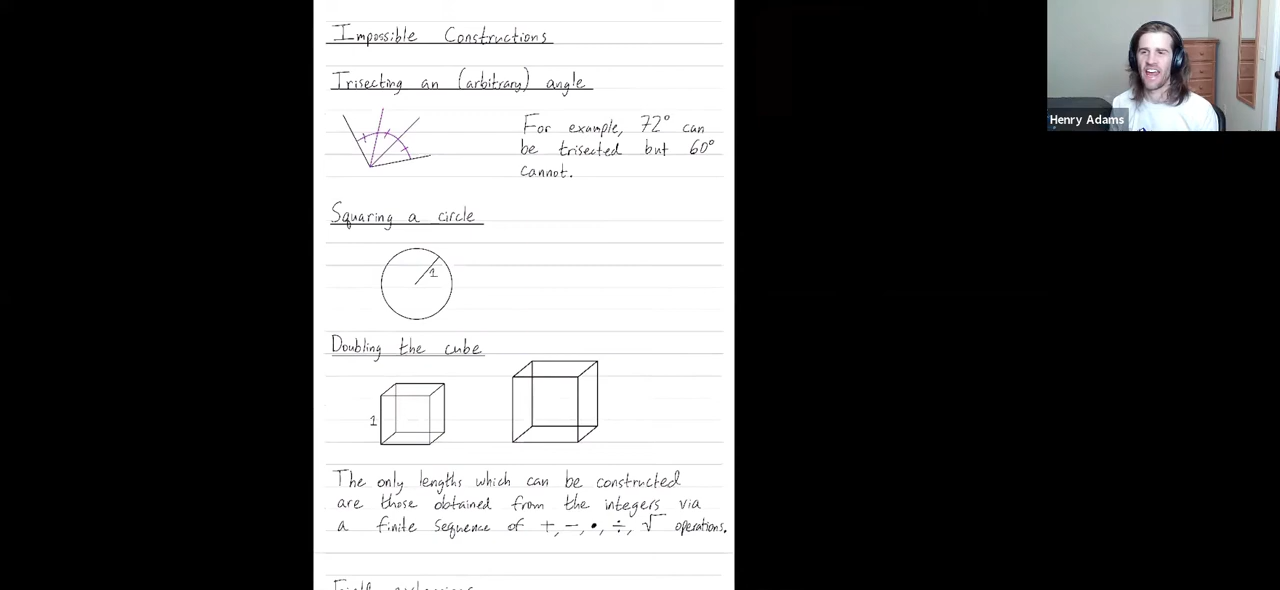 Impossible Constructions
Trisecting an (arbitrary) angle
For example, 72° can
be trisected but 60°
cannot.
Squaring a circle
1
Doubling the cube
1
The only lengths which can be constructed
are those obtained from the integers via
a finite sequence of +, −, •, ÷, √ operations.
Henry Adams